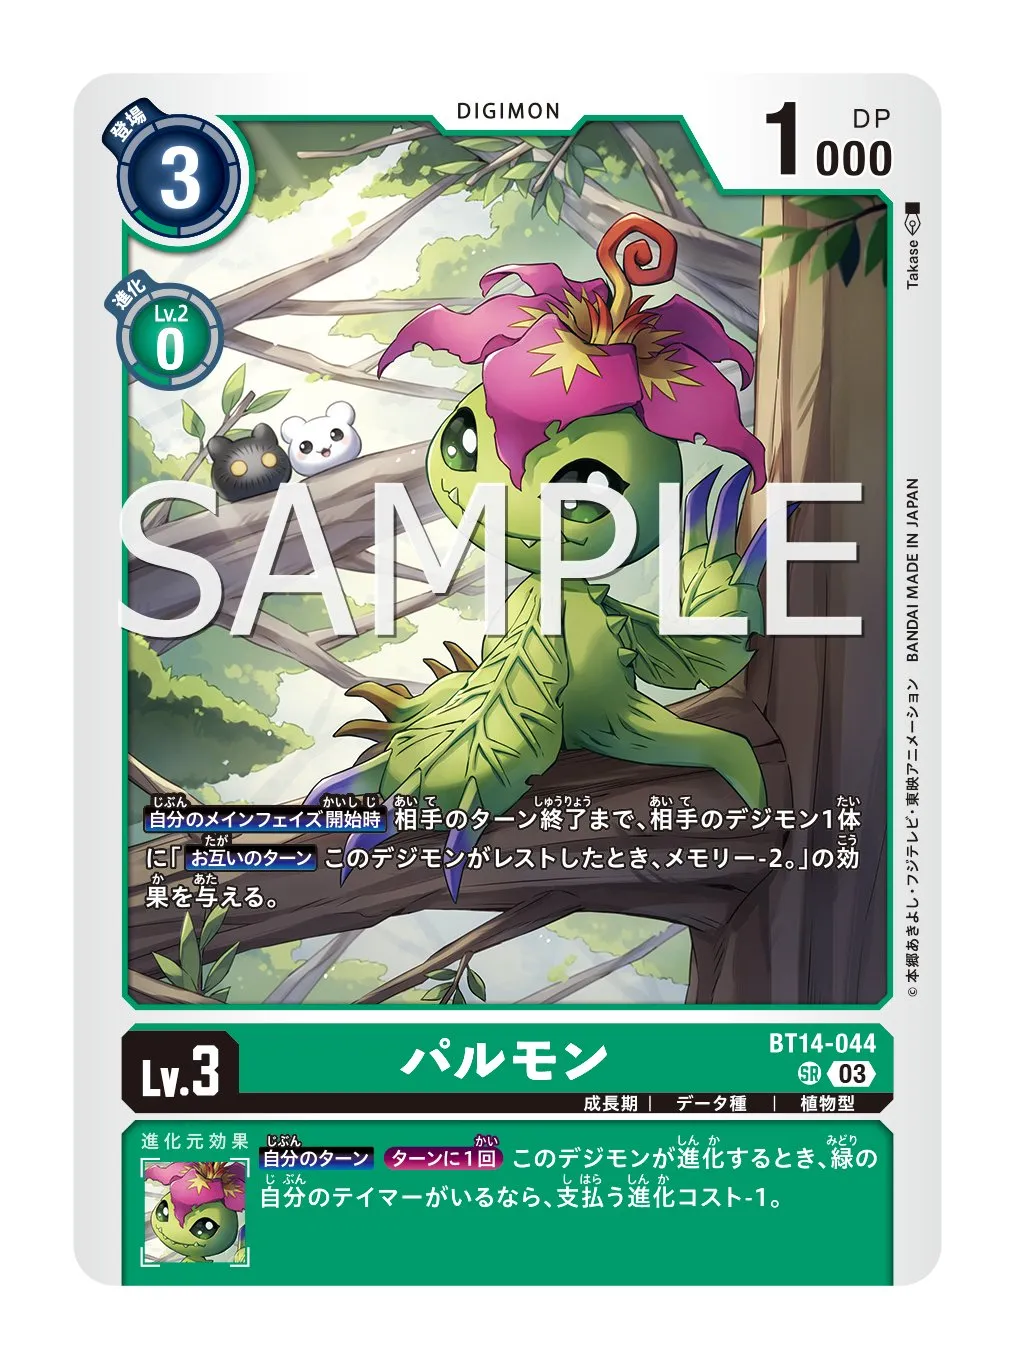 DIGIMON
登場
3
1000
DP
Takase
進化
Lv.2
0
SAMPLE
自分のメインフェイズ開始時 相手のターン終了まで、相手のデジモン1体
に「お互いのターン このデジモンがレストしたとき、メモリー-2。」の効
果を与える。
©本郷あきよし・フジテレビ・東映アニメーション BANDAI MADE IN JAPAN
Lv.3
パルモン
BT14-044
SR 03
成長期 | データ種 | 植物型
進化元効果
自分のターン ターンに1回 このデジモンが進化するとき、緑の
自分のテイマーがいるなら、支払う進化コスト-1。